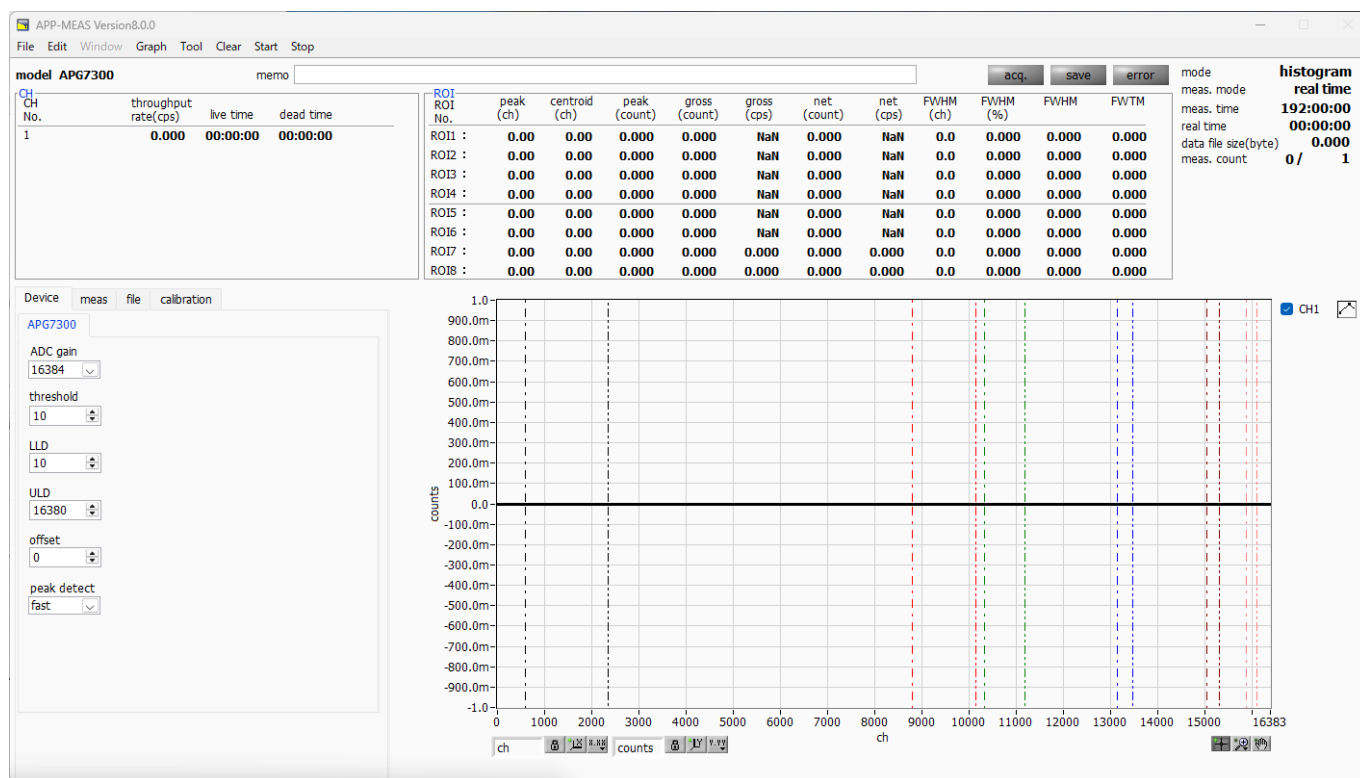 APP-MEAS Version8.0.0
File Edit Window Graph Tool Clear Start Stop
model APG7300 memo acq. save error
mode histogram
meas. mode real time
meas. time 192:00:00
real time 00:00:00
data file size(byte) 0.000
meas. count 0 / 1
CH
CH No. throughput rate(cps) live time dead time
1 0.000 00:00:00 00:00:00
ROI
ROI No. peak (ch) centroid (ch) peak (count) gross (count) gross (cps) net (count) net (cps) FWHM (ch) FWHM (%) FWHM FWTM
ROI1 : 0.00 0.00 0.000 0.000 NaN 0.000 NaN 0.0 0.000 0.000 0.000
ROI2 : 0.00 0.00 0.000 0.000 NaN 0.000 NaN 0.0 0.000 0.000 0.000
ROI3 : 0.00 0.00 0.000 0.000 NaN 0.000 NaN 0.0 0.000 0.000 0.000
ROI4 : 0.00 0.00 0.000 0.000 NaN 0.000 NaN 0.0 0.000 0.000 0.000
ROI5 : 0.00 0.00 0.000 0.000 NaN 0.000 NaN 0.0 0.000 0.000 0.000
ROI6 : 0.00 0.00 0.000 0.000 NaN 0.000 NaN 0.0 0.000 0.000 0.000
ROI7 : 0.00 0.00 0.000 0.000 0.000 0.000 0.000 0.0 0.000 0.000 0.000
ROI8 : 0.00 0.00 0.000 0.000 0.000 0.000 0.000 0.0 0.000 0.000 0.000
Device meas file calibration
APG7300
ADC gain
16384
threshold
10
LLD
10
ULD
16380
offset
0
peak detect
fast
1.0
900.0m
800.0m
700.0m
600.0m
500.0m
400.0m
300.0m
200.0m
100.0m
0.0
-100.0m
-200.0m
-300.0m
-400.0m
-500.0m
-600.0m
-700.0m
-800.0m
-900.0m
-1.0
counts
0 1000 2000 3000 4000 5000 6000 7000 8000 9000 10000 11000 12000 13000 14000 15000 16383
ch
CH1
ch X X.XX counts Y Y.YY